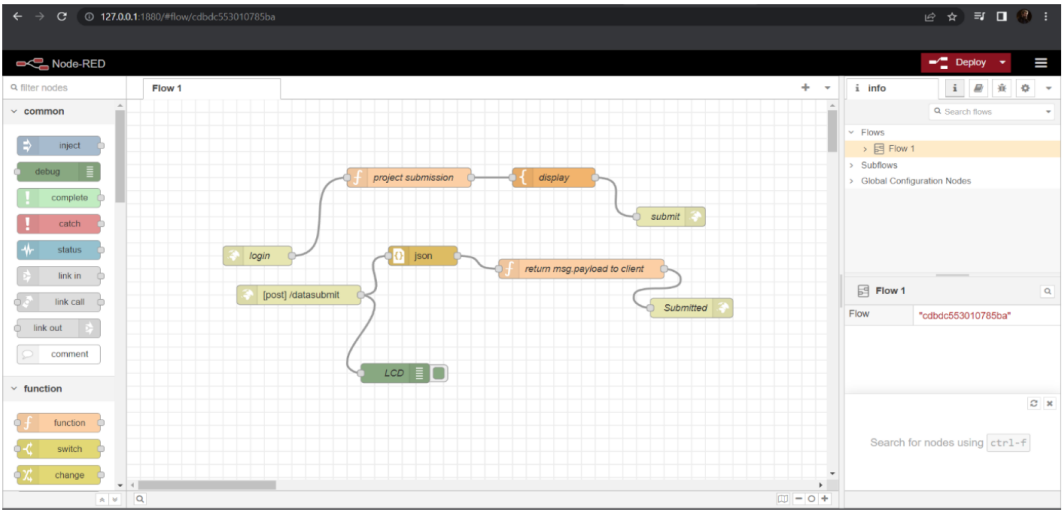 127.0.0.1:1880/#flow/cdbdc553010785ba
Node-RED
Deploy
filter nodes
Flow 1
i info
i
common
Search flows
inject
debug
complete
catch
status
link in
link call
link out
comment
function
function
switch
change
project submission
display
submit
login
json
return msg.payload to client
[post] /datasubmit
Submitted
LCD
Flows
Flow 1
Subflows
Global Configuration Nodes
Flow 1
Flow "cdbdc553010785ba"
Search for nodes using ctrl-f